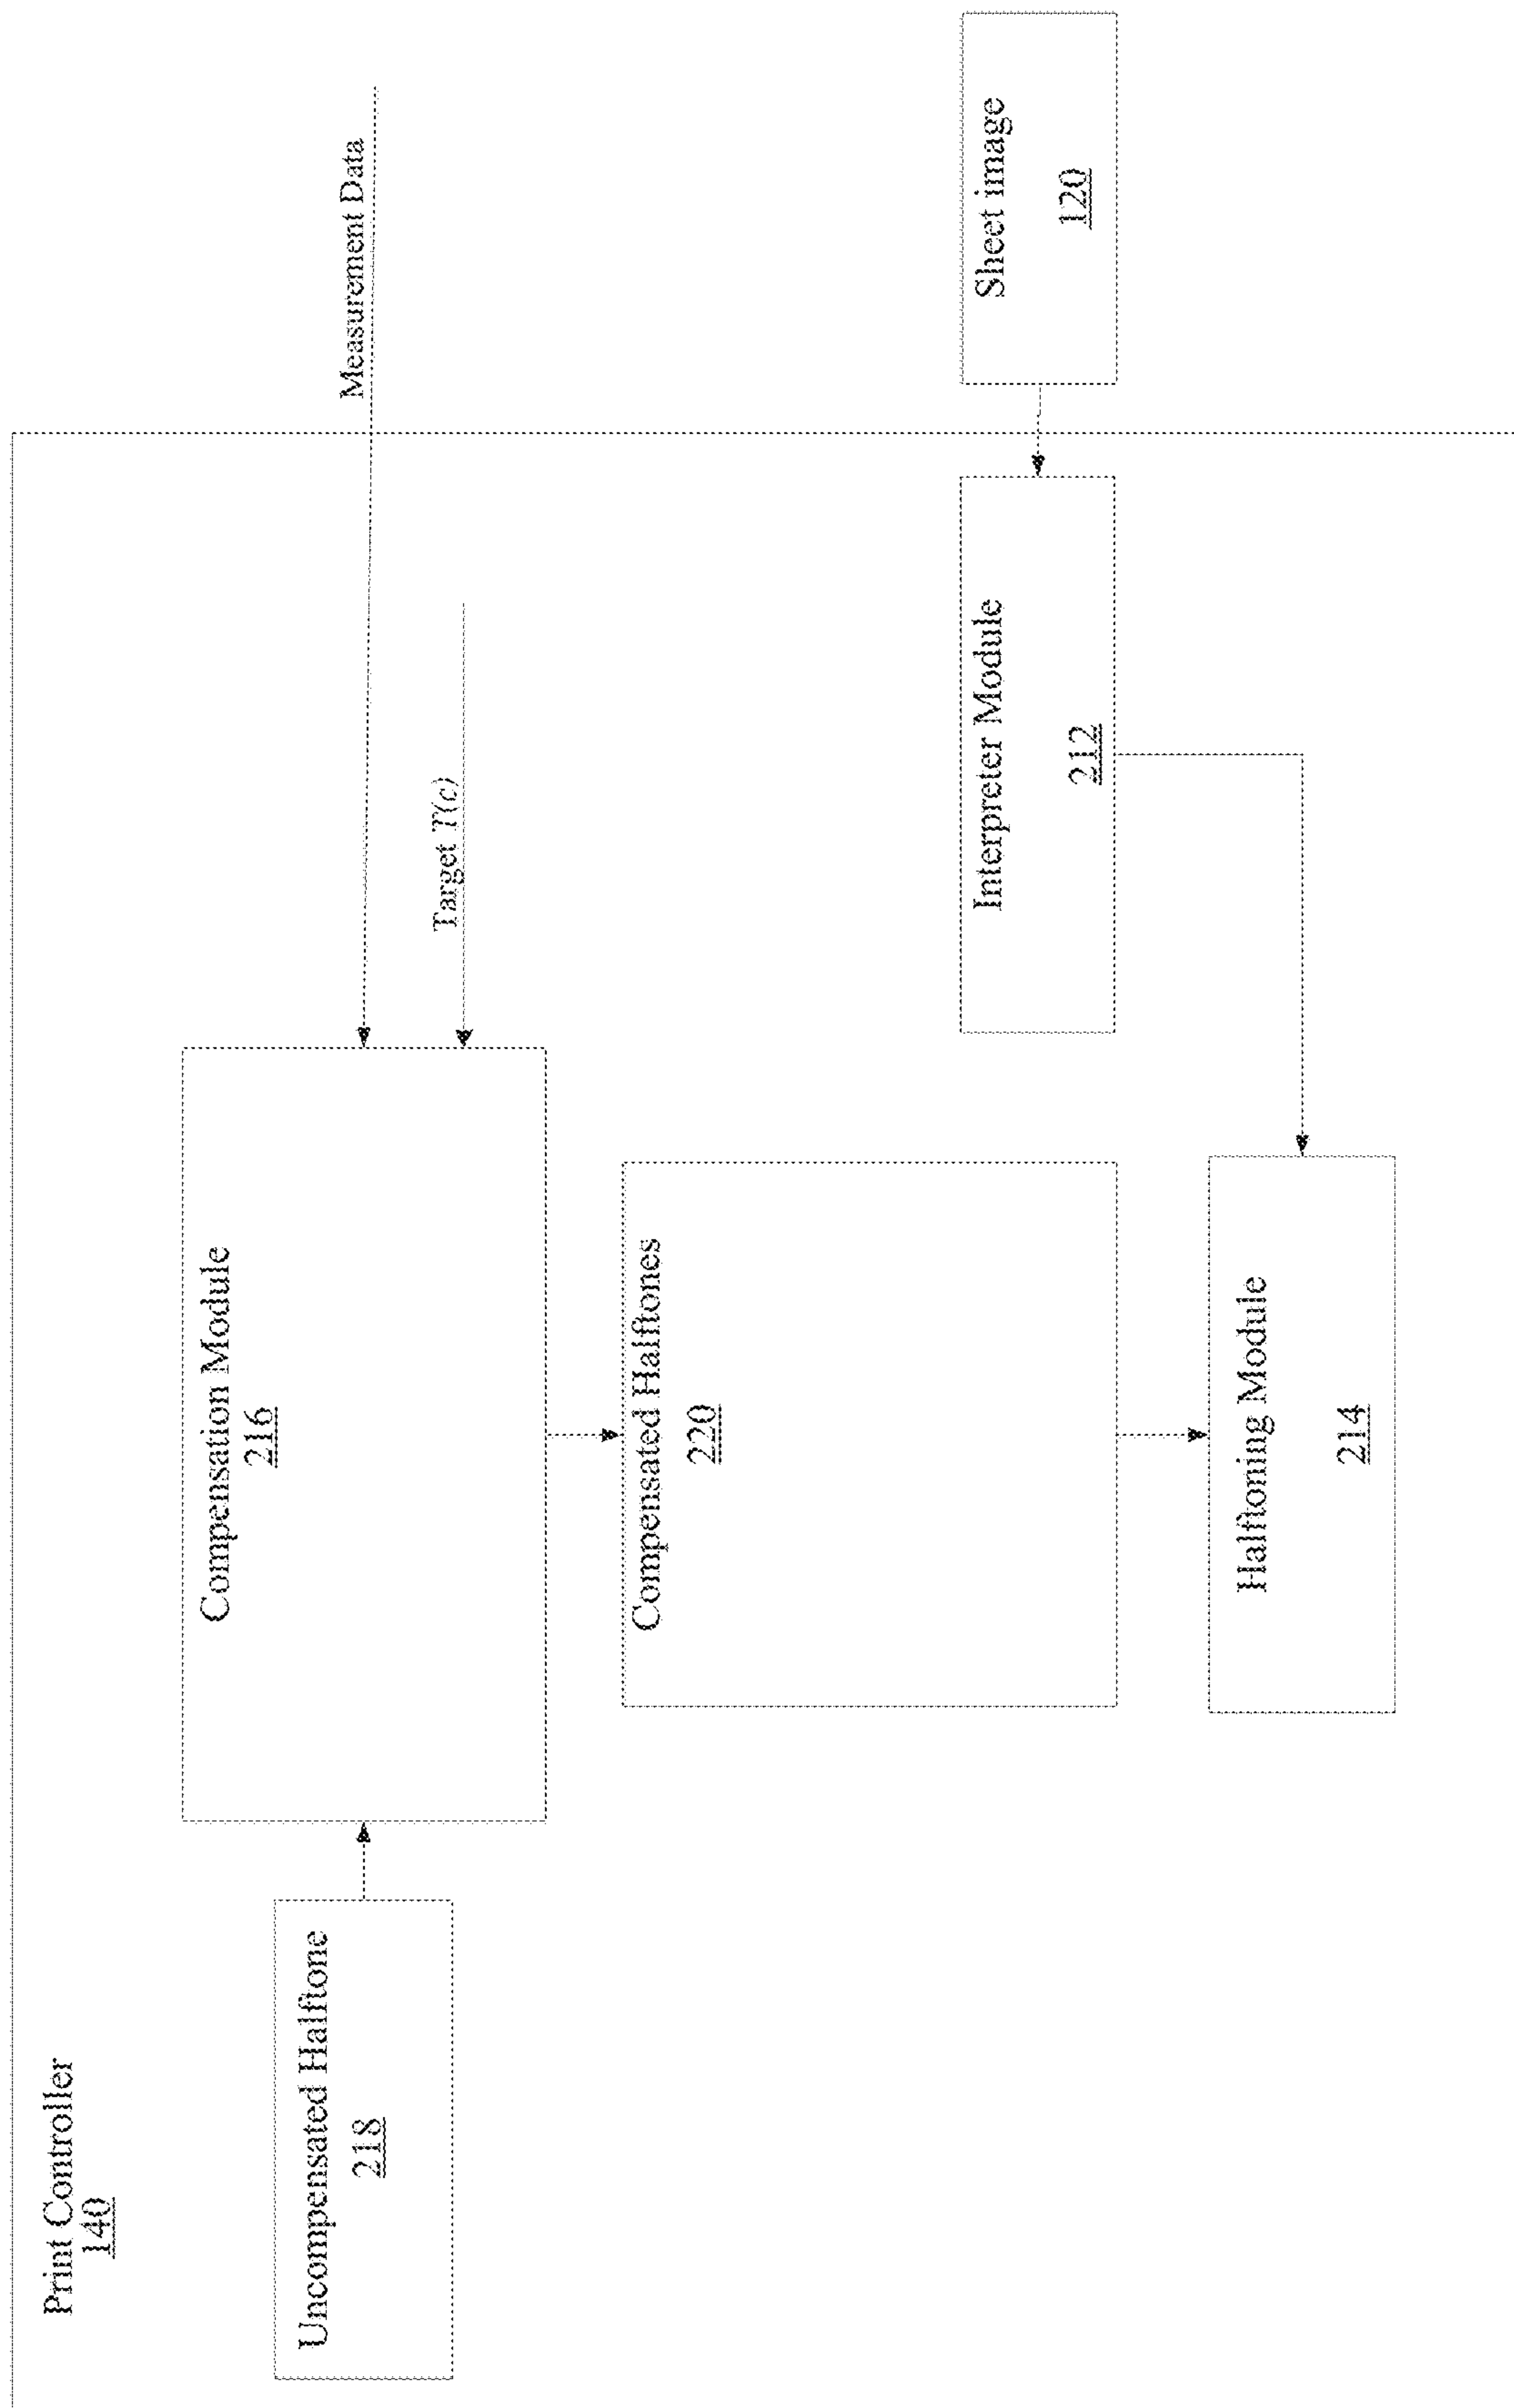 Print Controller
140
Uncompensated Halftone
218
Compensation Module
216
Measurement Data
Target T(c)
Compensated Halftones
220
Interpreter Module
212
Sheet image
120
Halftoning Module
214